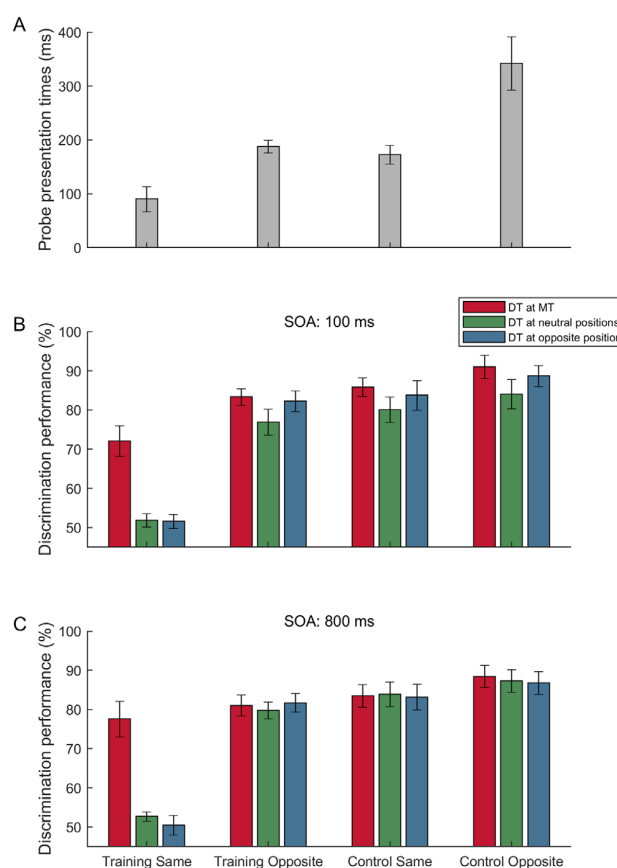 A
Probe presentation times (ms)
400
300
200
100
0
B
SOA: 100 ms
DT at MT
DT at neutral positions
DT at opposite position
Discrimination performance (%)
100
90
80
70
60
50
C
SOA: 800 ms
Discrimination performance (%)
100
90
80
70
60
50
Training Same Training Opposite Control Same Control Opposite